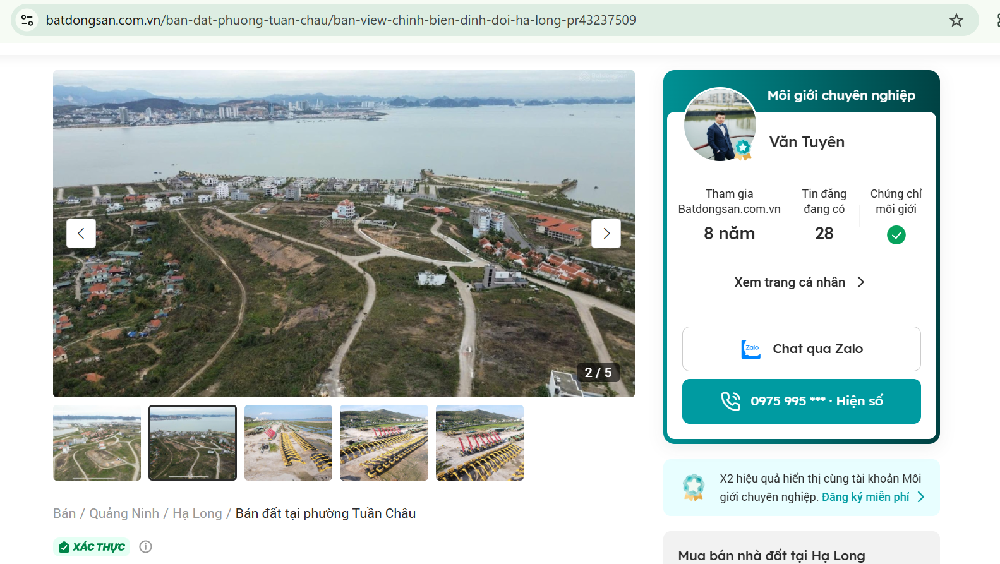 batdongsan.com.vn/ban-dat-phuong-tuan-chau/ban-view-chinh-bien-dinh-doi-ha-long-pr43237509
Batdongsan
Batdongsan
2 / 5
Bán / Quảng Ninh / Hạ Long / Bán đất tại phường Tuần Châu
XÁC THỰC
Môi giới chuyên nghiệp
Văn Tuyên
Tham gia
Batdongsan.com.vn
8 năm
Tin đăng
đang có
28
Chứng chỉ
môi giới
Xem trang cá nhân
Zalo
Chat qua Zalo
0975 995 *** · Hiện số
X2 hiệu quả hiển thị cùng tài khoản Môi
giới chuyên nghiệp. Đăng ký miễn phí
Mua bán nhà đất tại Hạ Long